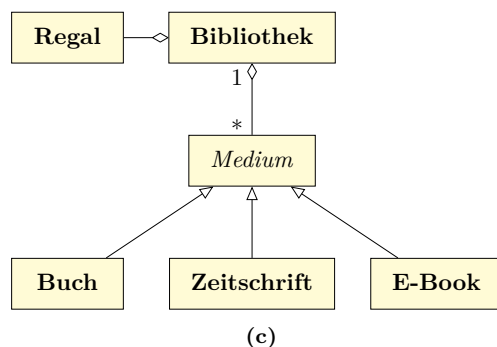 Regal
Bibliothek
1
*
Medium
Buch
Zeitschrift
E-Book
(c)